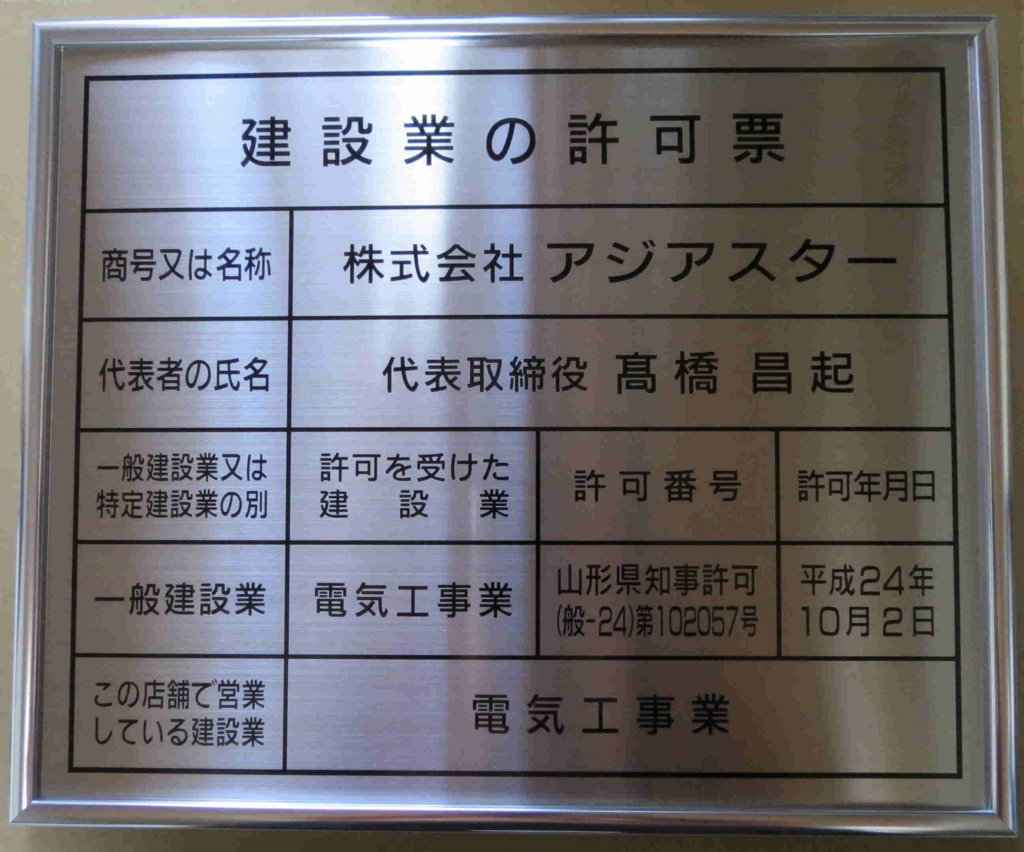 建設業の許可票
商号又は名称
株式会社 アジアスター
代表者の氏名
代表取締役 髙橋 昌起
一般建設業又は
特定建設業の別
許可を受けた
建設業
許可番号
許可年月日
一般建設業
電気工事業
山形県知事許可
(般-24)第102057号
平成24年
10月2日
この店舗で営業
している建設業
電気工事業